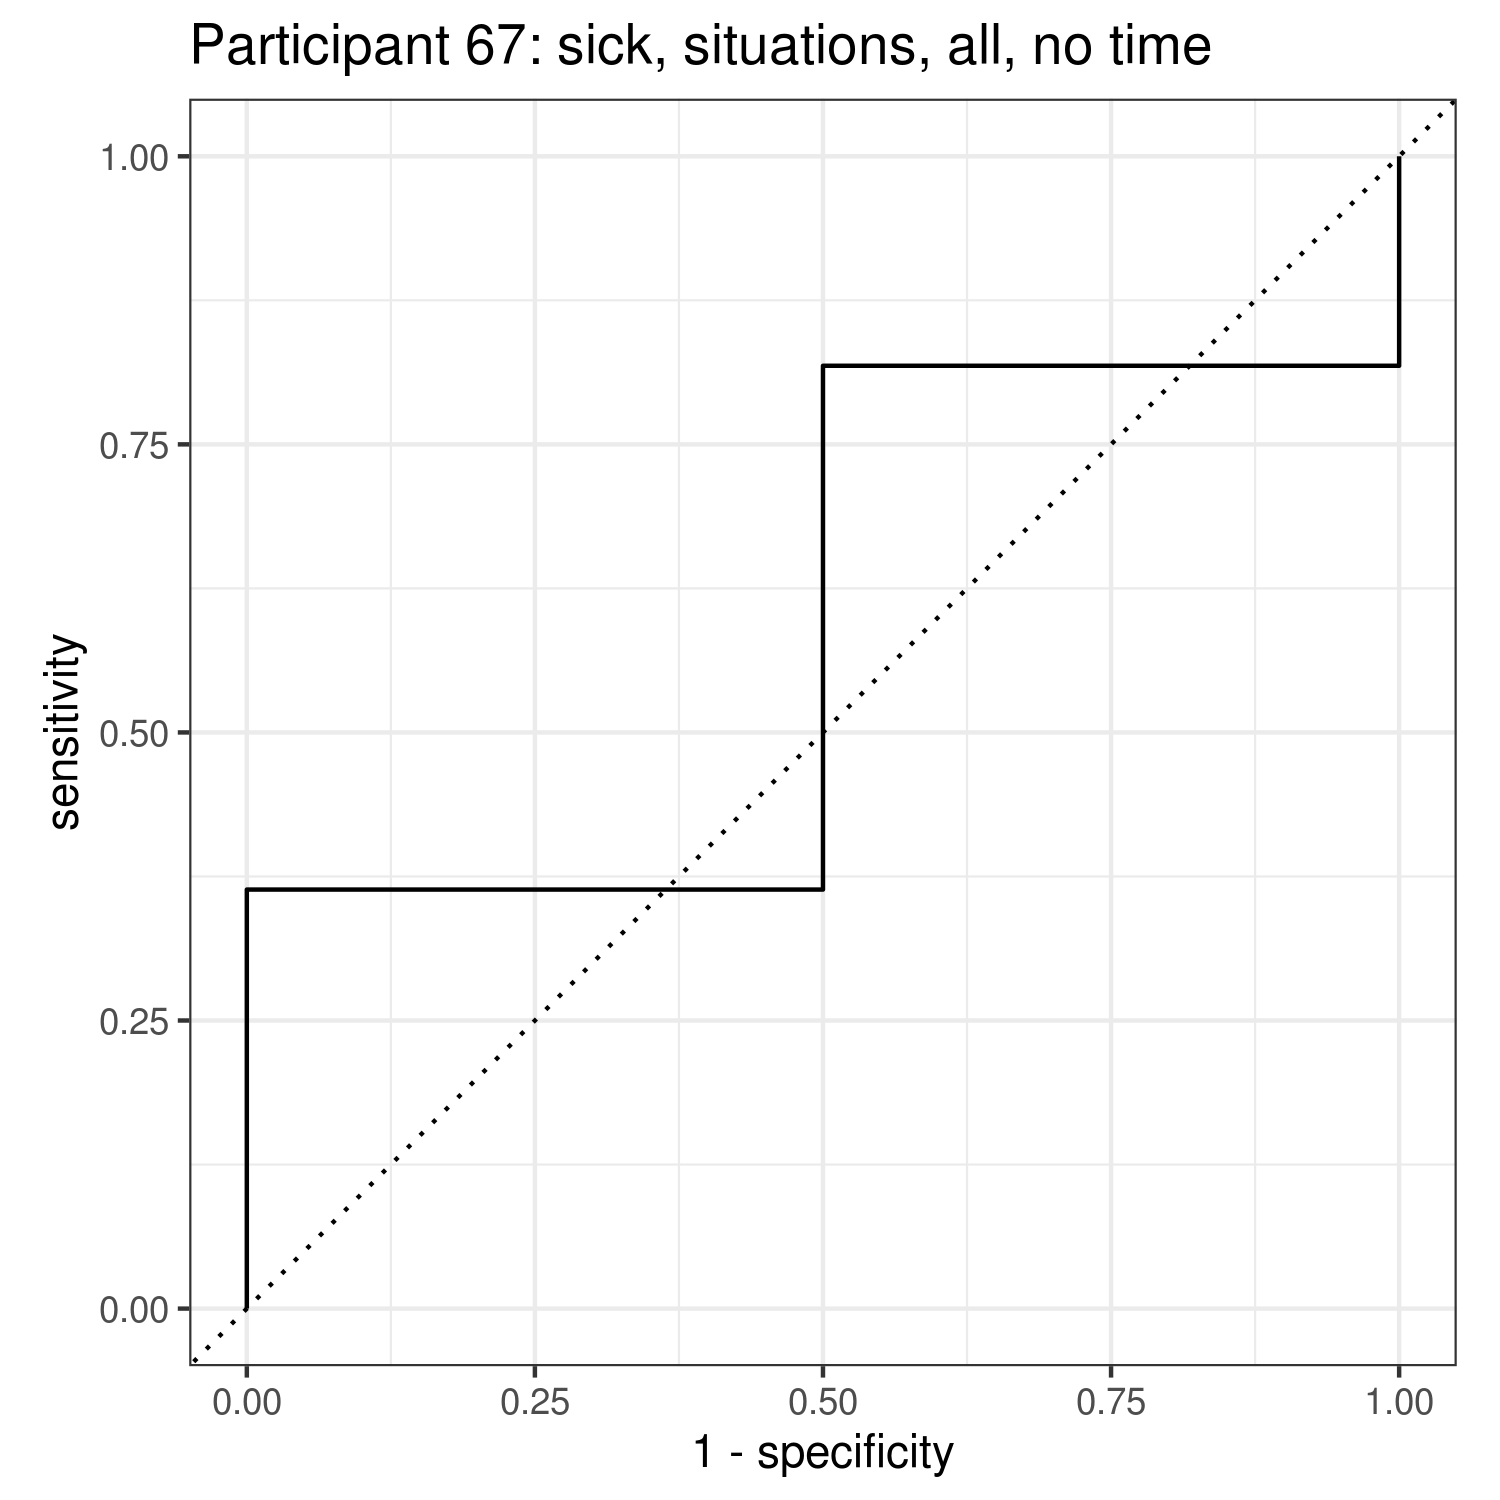 Participant 67: sick, situations, all, no time
1.00
0.75
0.50
0.25
0.00
sensitivity
0.00 0.25 0.50 0.75 1.00
1 - specificity